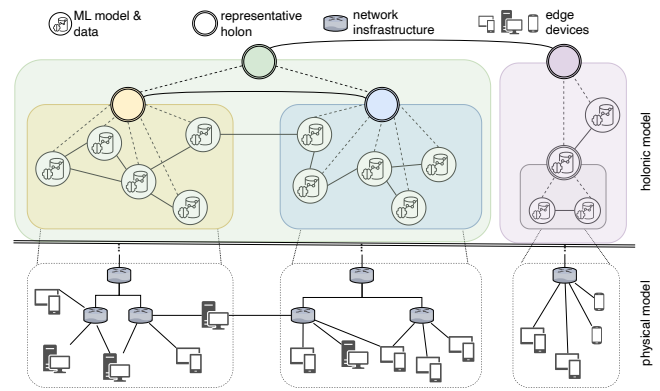 ML model &
data
representative
holon
network
insfrastructure
edge
devices
holonic model
physical model